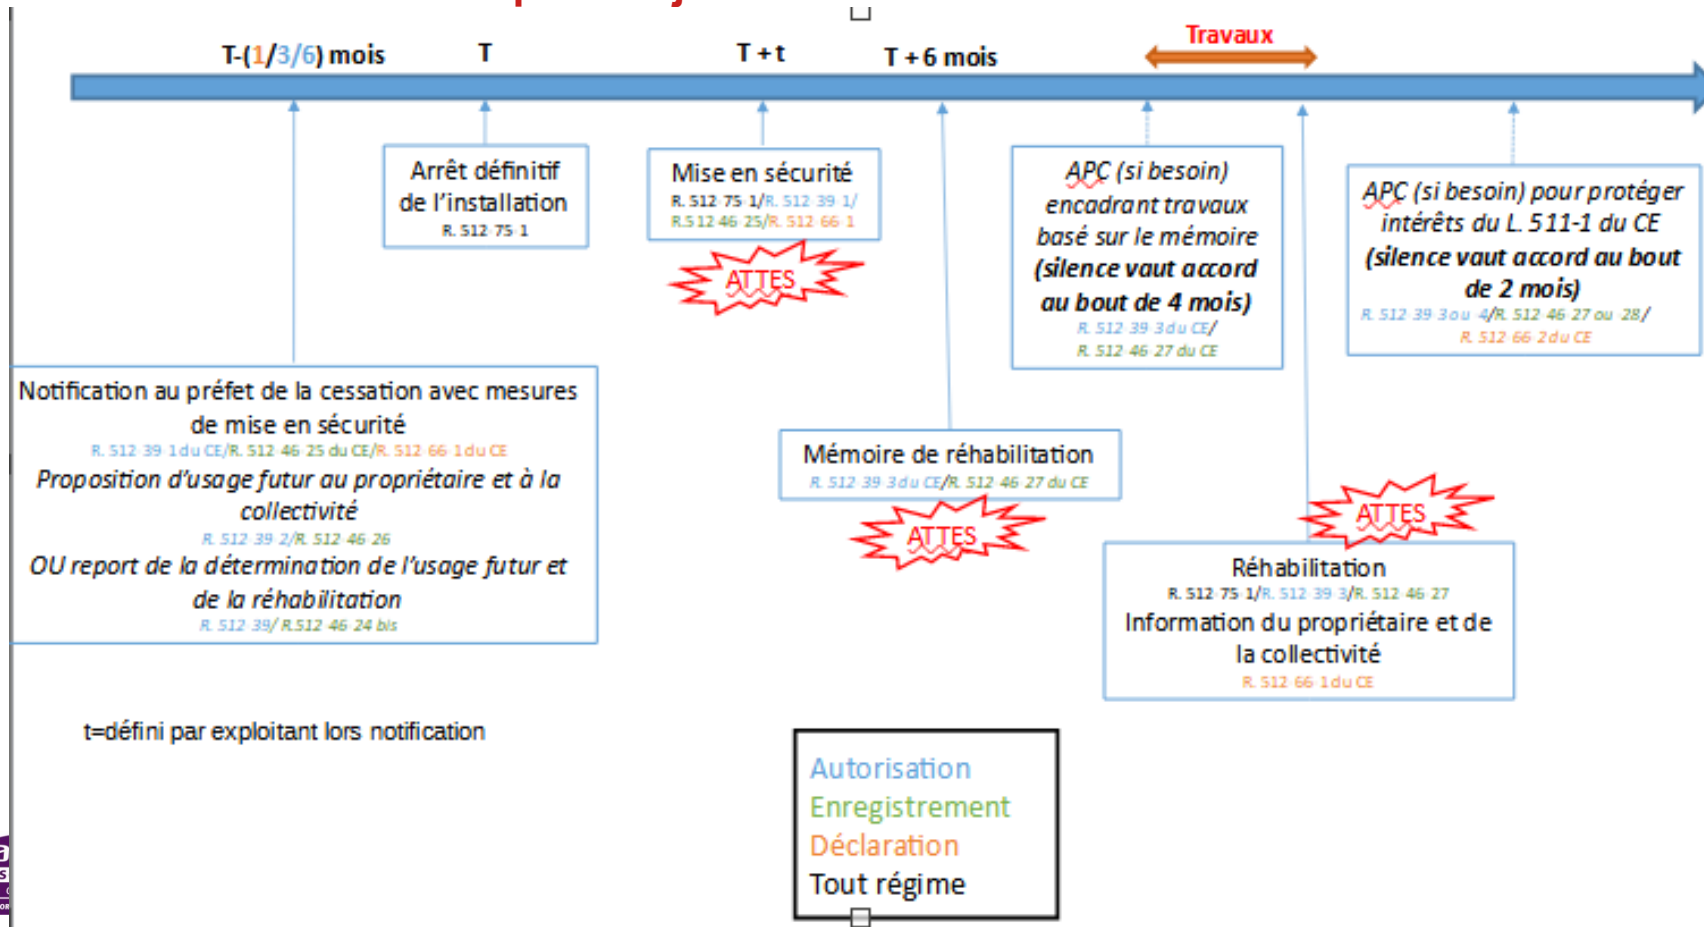 T-(1/3/6) mois
T
T + t
T + 6 mois
Travaux
Arrêt définitif
de l'installation
R. 512 75 1
Mise en sécurité
R. 512 75 1/R. 512 39 1/
R.512 46 25/R. 512 66 1
ATTES
APC (si besoin)
encadrant travaux
basé sur le mémoire
(silence vaut accord
au bout de 4 mois)
R. 512 39 3 du CE/
R. 512 46 27 du CE
APC (si besoin) pour protéger
intérêts du L. 511-1 du CE
(silence vaut accord au bout
de 2 mois)
R. 512 39 3 ou 4/R. 512 46 27 ou 28/
R. 512 66 2 du CE
Notification au préfet de la cessation avec mesures
de mise en sécurité
R. 512 39 1 du CE/R. 512 46 25 du CE/R. 512 66 1 du CE
Proposition d'usage futur au propriétaire et à la
collectivité
R. 512 39 2/R. 512 46 26
OU report de la détermination de l'usage futur et
de la réhabilitation
R. 512 39/ R.512 46 24 bis
Mémoire de réhabilitation
R. 512 39 3 du CE/R. 512 46 27 du CE
ATTES
ATTES
Réhabilitation
R. 512 75 1/R. 512 39 3/R. 512 46 27
Information du propriétaire et de
la collectivité
R. 512 66 1 du CE
t=défini par exploitant lors notification
Autorisation
Enregistrement
Déclaration
Tout régime